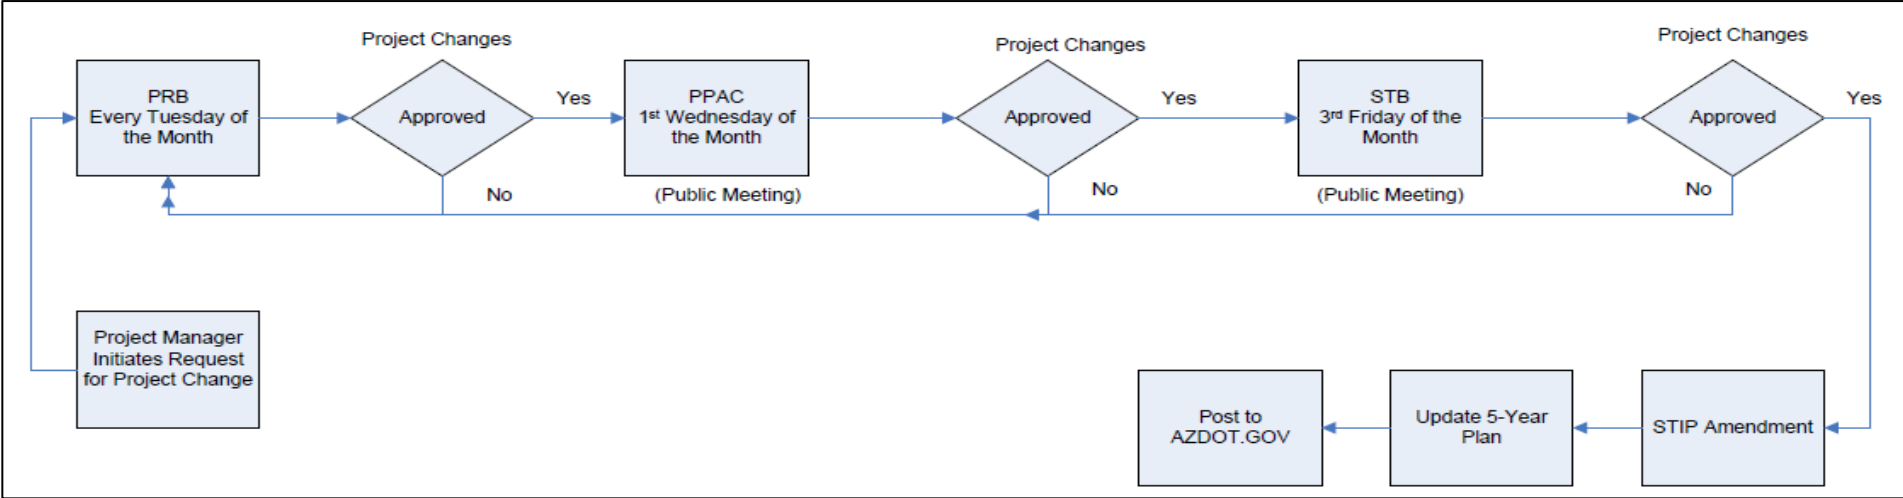 Project Changes
Project Changes
Project Changes
PRB
Every Tuesday of
the Month
Approved
Yes
PPAC
1st Wednesday of
the Month
Approved
Yes
STB
3rd Friday of the
Month
Approved
Yes
No
(Public Meeting)
No
(Public Meeting)
No
Project Manager
Initiates Request
for Project Change
Post to
AZDOT.GOV
Update 5-Year
Plan
STIP Amendment